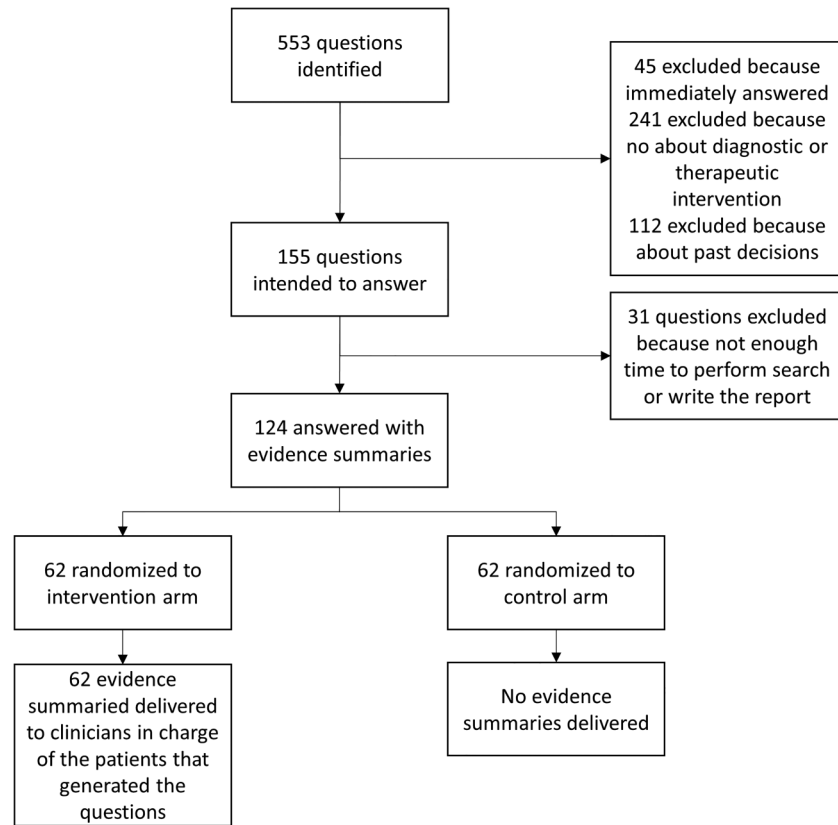 553 questions
identified
45 excluded because
immediately answered
241 excluded because
no about diagnostic or
therapeutic
intervention
112 excluded because
about past decisions
155 questions
intended to answer
31 questions excluded
because not enough
time to perform search
or write the report
124 answered with
evidence summaries
62 randomized to
intervention arm
62 randomized to
control arm
62 evidence
summaried delivered
to clinicians in charge
of the patients that
generated the
questions
No evidence
summaries delivered